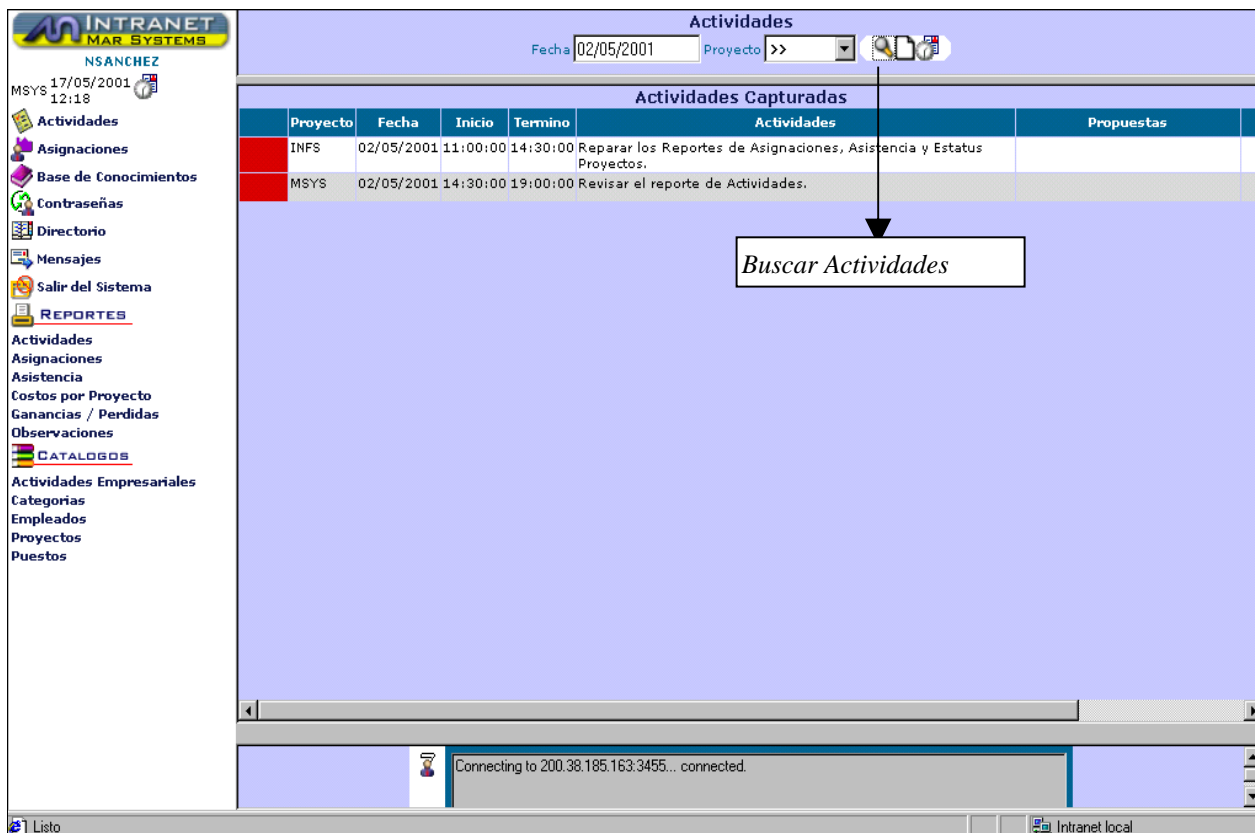 INTRANET
MAR SYSTEMS
NSANCHEZ
MSYS 17/05/2001
12:18
Actividades
Asignaciones
Base de Conocimientos
Contraseñas
Directorio
Mensajes
Salir del Sistema
REPORTES
Actividades
Asignaciones
Asistencia
Costos por Proyecto
Ganancias / Perdidas
Observaciones
CATALOGOS
Actividades Empresariales
Categorias
Empleados
Proyectos
Puestos
Actividades
Fecha 02/05/2001 Proyecto >>
Actividades Capturadas
Proyecto Fecha Inicio Termino Actividades Propuestas
INFS 02/05/2001 11:00:00 14:30:00 Reparar los Reportes de Asignaciones, Asistencia y Estatus
Proyectos.
MSYS 02/05/2001 14:30:00 19:00:00 Revisar el reporte de Actividades.
Buscar Actividades
Connecting to 200.38.185.163:3455... connected.
Listo Intranet local